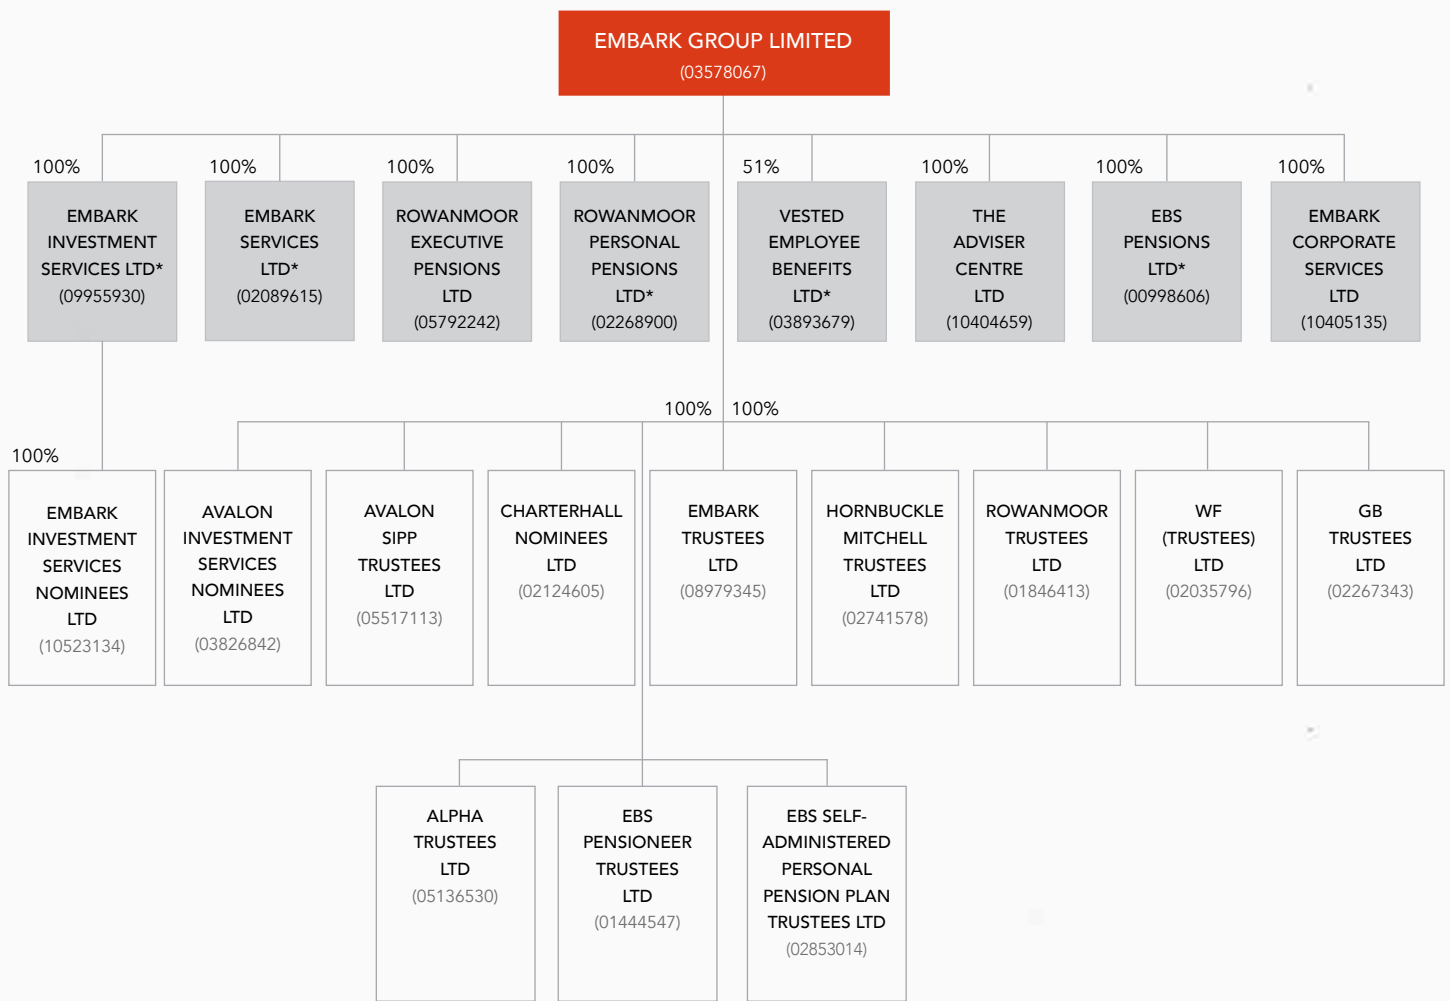 EMBARK GROUP LIMITED
(03578067)
100%
EMBARK
INVESTMENT
SERVICES LTD*
(09955930)
100%
EMBARK
SERVICES
LTD*
(02089615)
100%
ROWANMOOR
EXECUTIVE
PENSIONS
LTD
(05792242)
100%
ROWANMOOR
PERSONAL
PENSIONS
LTD*
(02268900)
51%
VESTED
EMPLOYEE
BENEFITS
LTD*
(03893679)
100%
THE
ADVISER
CENTRE
LTD
(10404659)
100%
EBS
PENSIONS
LTD*
(00998606)
100%
EMBARK
CORPORATE
SERVICES
LTD
(10405135)
100%
100%
100%
EMBARK
INVESTMENT
SERVICES
NOMINEES
LTD
(10523134)
AVALON
INVESTMENT
SERVICES
NOMINEES
LTD
(03826842)
AVALON
SIPP
TRUSTEES
LTD
(05517113)
CHARTERHALL
NOMINEES
LTD
(02124605)
EMBARK
TRUSTEES
LTD
(08979345)
HORNBUCKLE
MITCHELL
TRUSTEES
LTD
(02741578)
ROWANMOOR
TRUSTEES
LTD
(01846413)
WF
(TRUSTEES)
LTD
(02035796)
GB
TRUSTEES
LTD
(02267343)
ALPHA
TRUSTEES
LTD
(05136530)
EBS
PENSIONEER
TRUSTEES
LTD
(01444547)
EBS SELF-
ADMINISTERED
PERSONAL
PENSION PLAN
TRUSTEES LTD
(02853014)